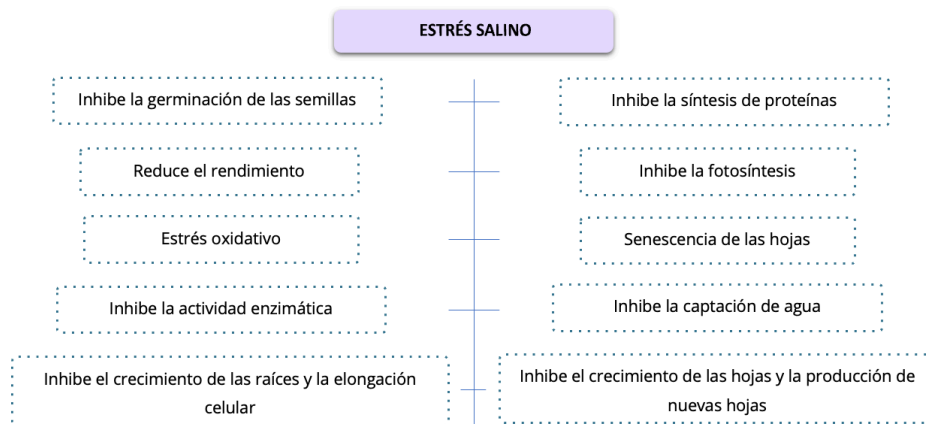 ESTRÉS SALINO
Inhibe la germinación de las semillas
Inhibe la síntesis de proteínas
Reduce el rendimiento
Inhibe la fotosíntesis
Estrés oxidativo
Senescencia de las hojas
Inhibe la actividad enzimática
Inhibe la captación de agua
Inhibe el crecimiento de las raíces y la elongación
celular
Inhibe el crecimiento de las hojas y la producción de
nuevas hojas